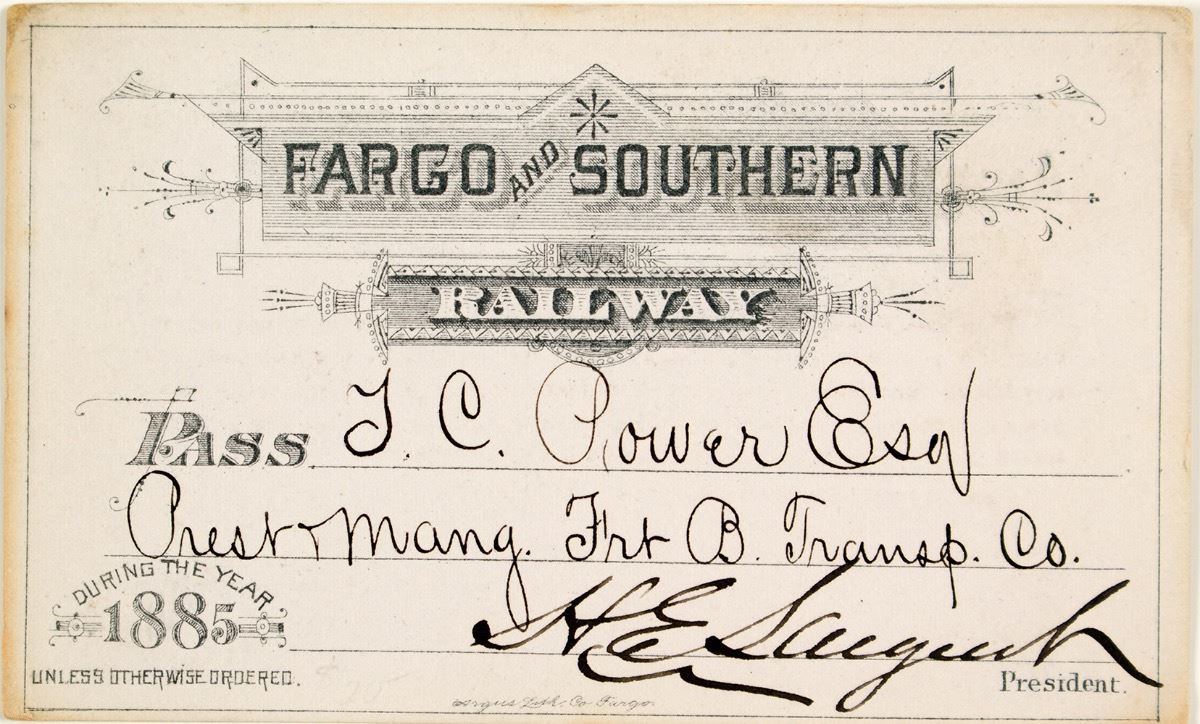 FARGO AND SOUTHERN
RAILWAY
PASS T. C. Power Esq
Prest & Mang. Frt B. Transp. Co.
DURING THE YEAR
1885
H E Sargent
UNLESS OTHERWISE ORDERED.
President.
Argus Lith. Co. Fargo